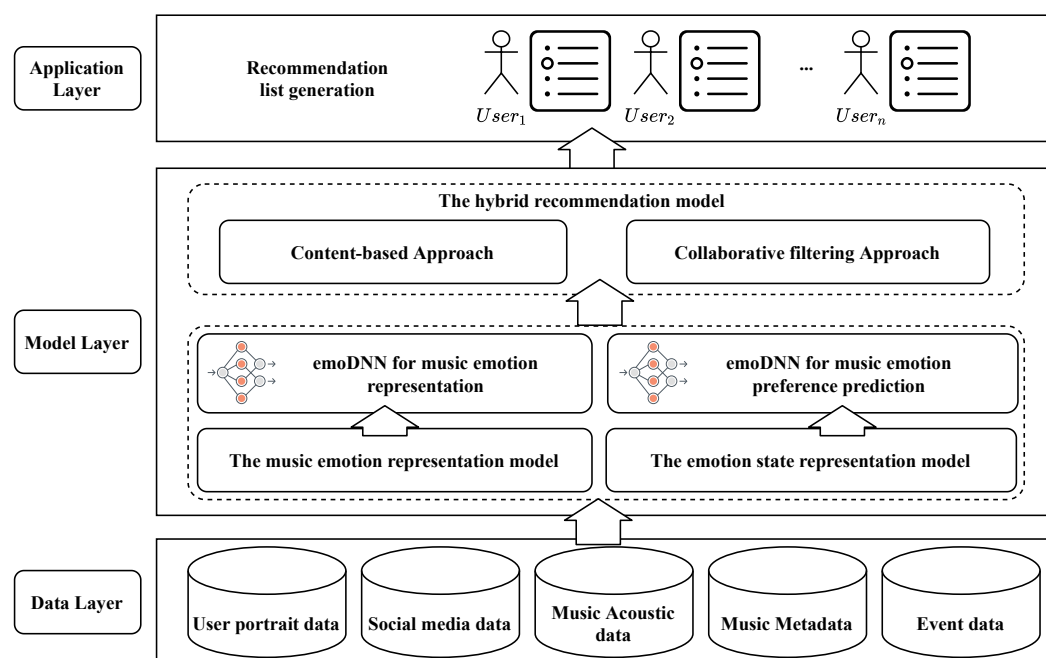 Application
Layer
Recommendation
list generation
User₁
User₂
...
Userₙ
The hybrid recommendation model
Content-based Approach
Collaborative filtering Approach
Model Layer
emoDNN for music emotion
representation
emoDNN for music emotion
preference prediction
The music emotion representation model
The emotion state representation model
Data Layer
User portrait data
Social media data
Music Acoustic
data
Music Metadata
Event data